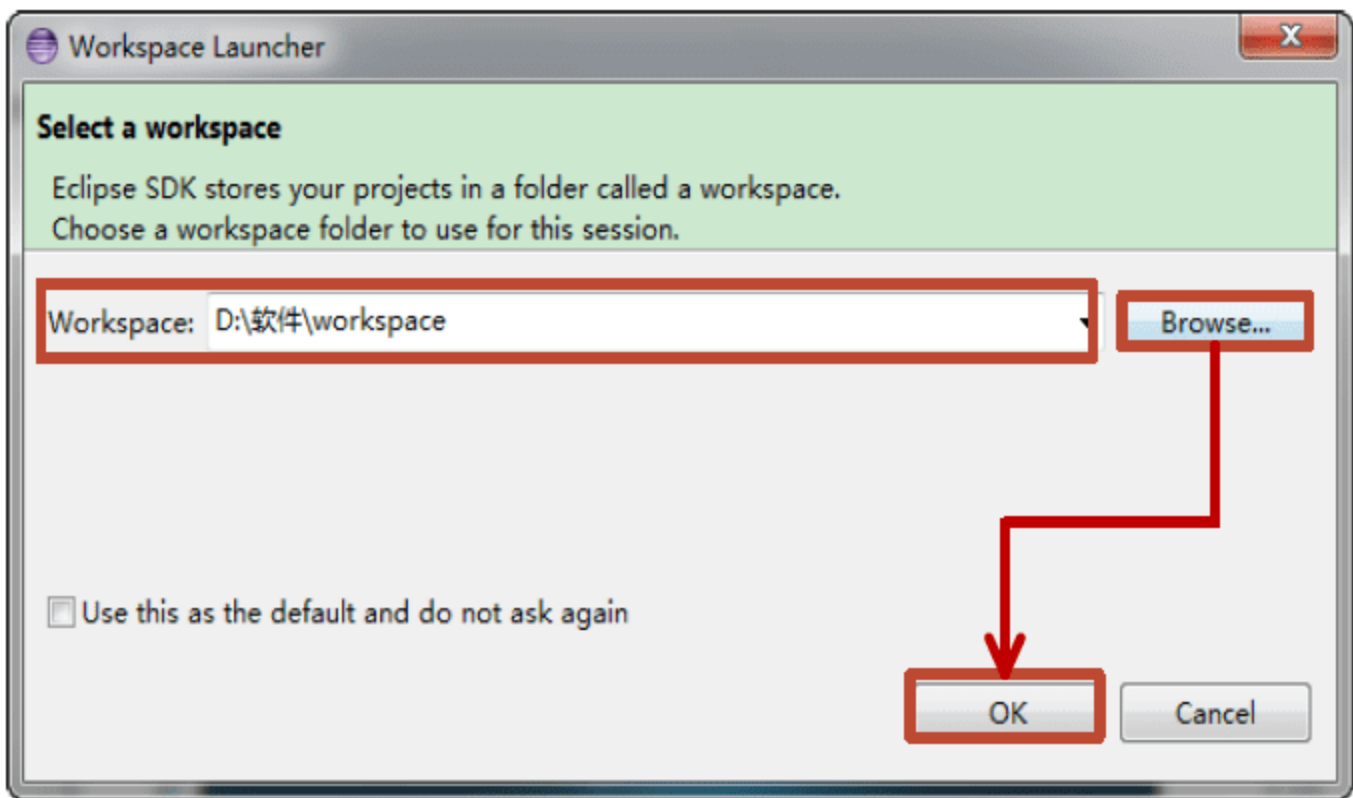 Workspace Launcher
Select a workspace
Eclipse SDK stores your projects in a folder called a workspace.
Choose a workspace folder to use for this session.
Workspace: D:\软件\workspace Browse...
Use this as the default and do not ask again
OK Cancel